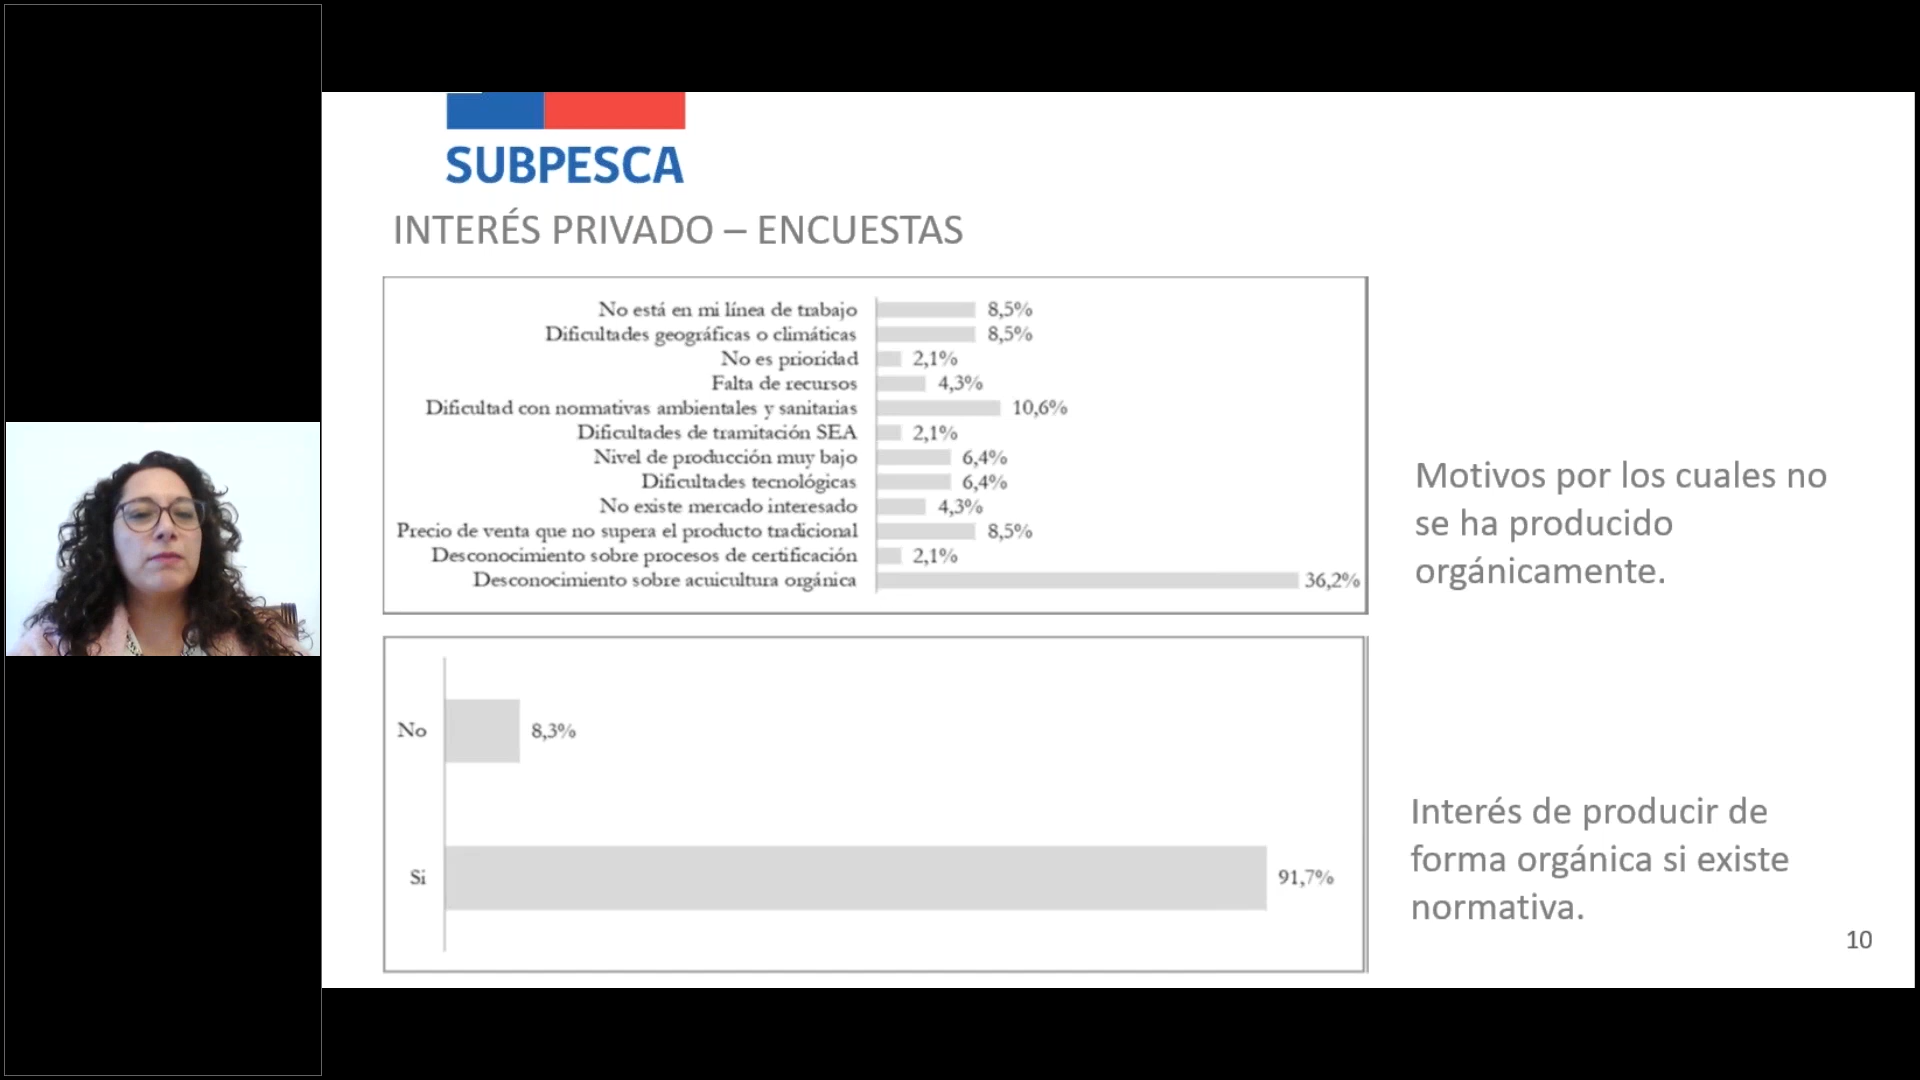 SUBPESCA
INTERÉS PRIVADO – ENCUESTAS
No está en mi línea de trabajo 8,5%
Dificultades geográficas o climáticas 8,5%
No es prioridad 2,1%
Falta de recursos 4,3%
Dificultad con normativas ambientales y sanitarias 10,6%
Dificultades de tramitación SEA 2,1%
Nivel de producción muy bajo 6,4%
Dificultades tecnológicas 6,4%
No existe mercado interesado 4,3%
Precio de venta que no supera el producto tradicional 8,5%
Desconocimiento sobre procesos de certificación 2,1%
Desconocimiento sobre acuicultura orgánica 36,2%
Motivos por los cuales no
se ha producido
orgánicamente.
No 8,3%
Si 91,7%
Interés de producir de
forma orgánica si existe
normativa.
10